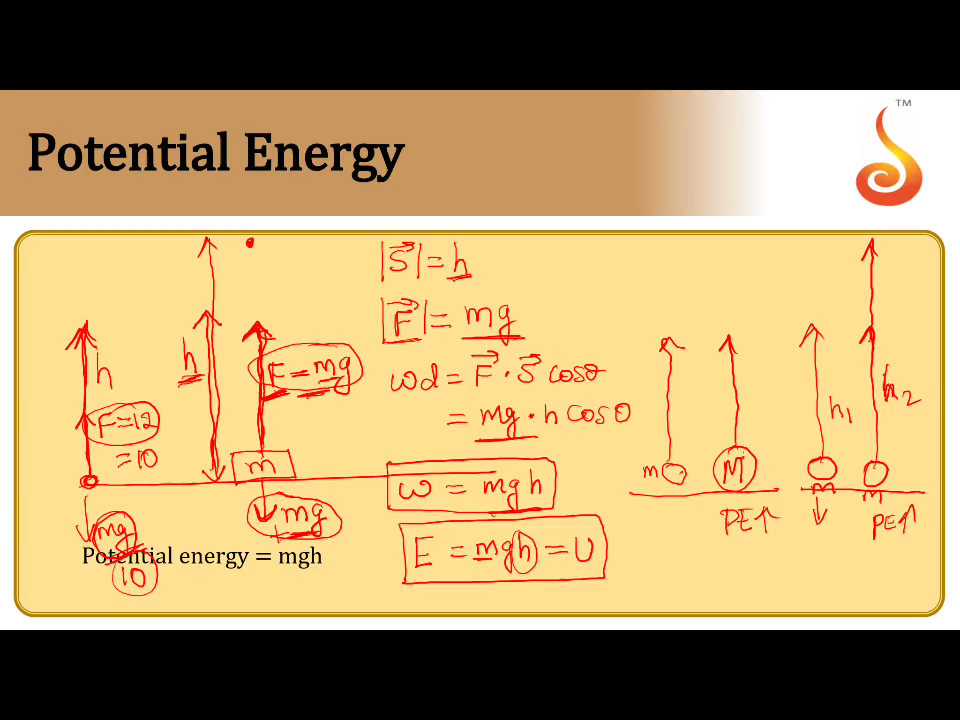 Potential Energy
TM
|S⃗| = h
|F⃗| = mg
h
h
F = mg
wd = F⃗ · S⃗ cosθ
F=12
= mg · h cosθ
h1
h2
= 10
m
m
M
w = mgh
m
m
mg
mg
PE↑
PE↑
E = mgh = U
Potential energy = mgh
10